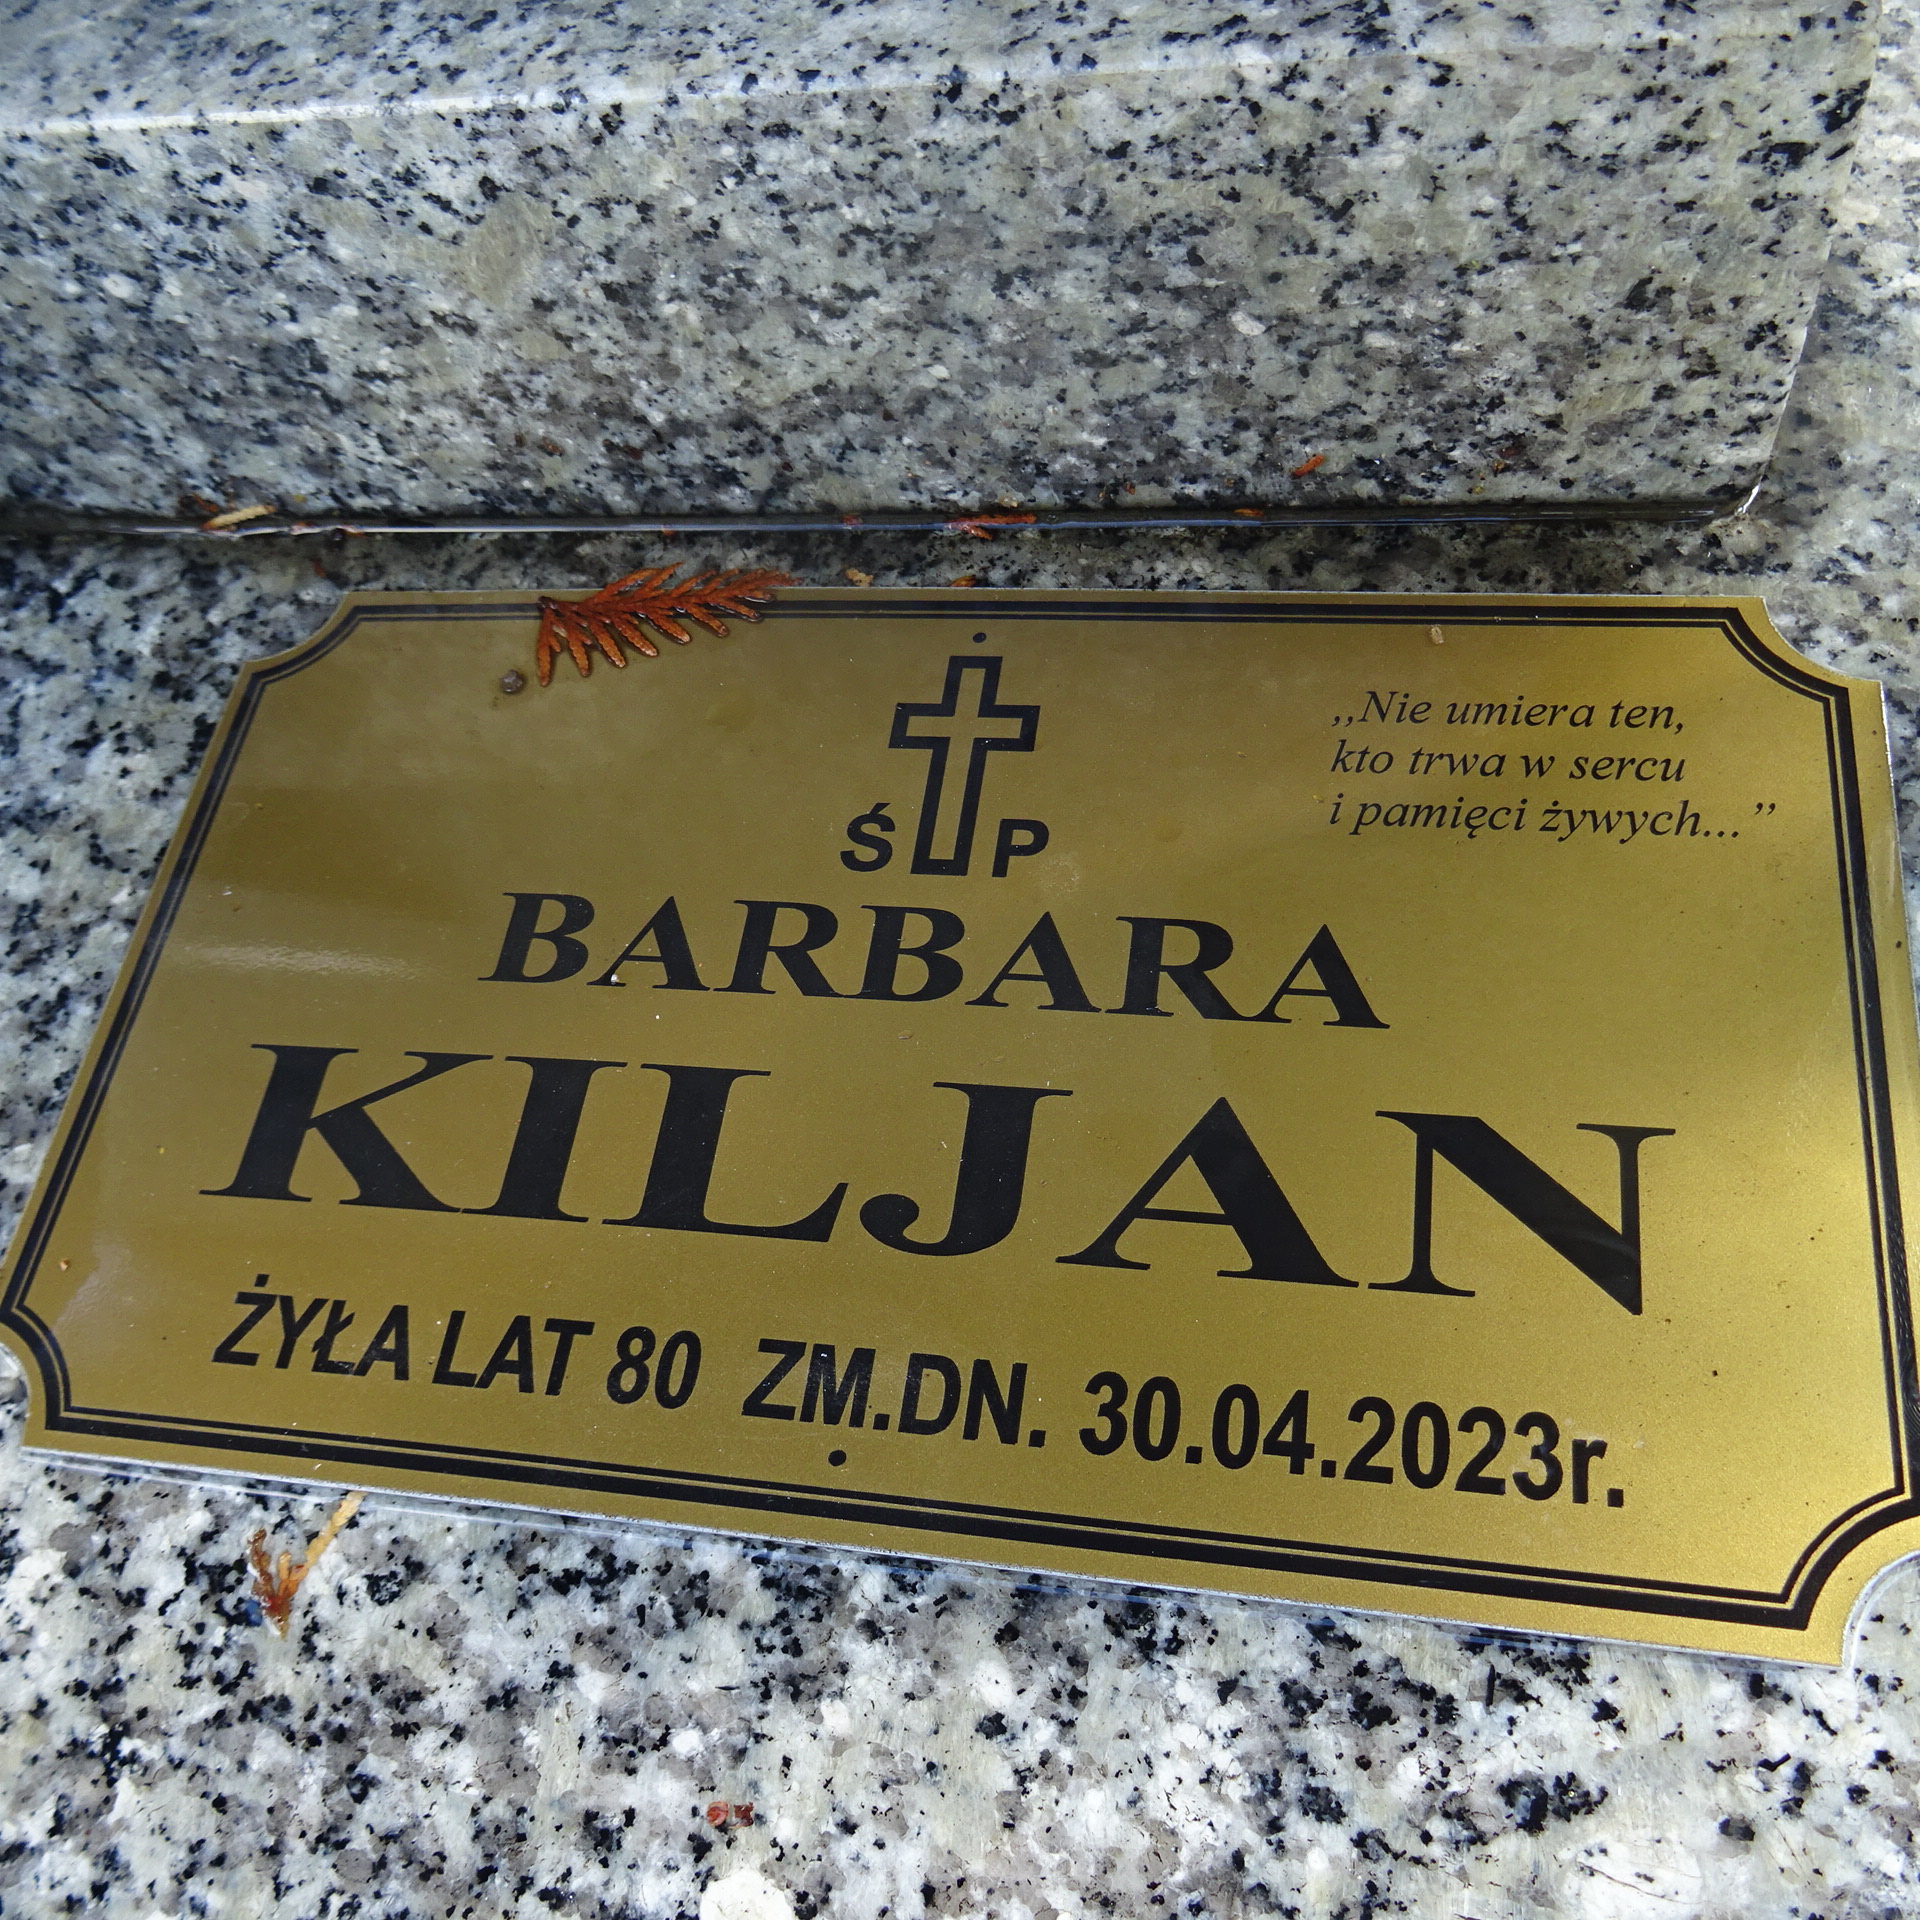 Ś P
,,Nie umiera ten,
kto trwa w sercu
i pamięci żywych...”
BARBARA
KILJAN
ŻYŁA LAT 80 ZM.DN. 30.04.2023r.